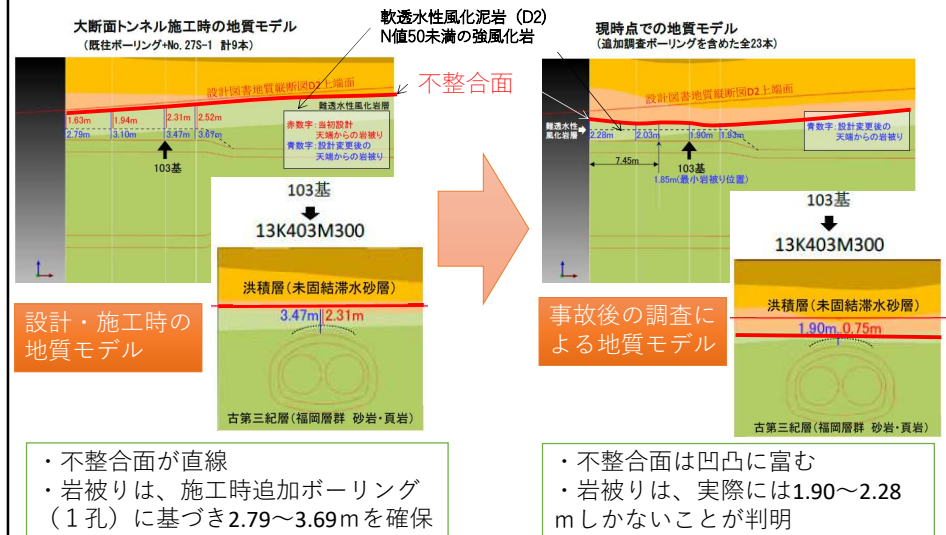 大断面トンネル施工時の地質モデル
(既往ボーリング+No. 27S-1 計9本)
軟透水性風化泥岩 (D2)
N値50未満の強風化岩
現時点での地質モデル
(追加調査ボーリングを含めた全23本)
設計図書地質縦断図D2上端面
不整合面
難透水性風化岩層
1.63m
1.94m
2.31m
2.52m
2.79m
3.10m
3.47m
3.67m
赤数字:当初設計
天端からの岩被り
青数字:設計変更後の
天端からの岩被り
103基
103基
13K403M300
洪積層(未固結滞水砂層)
3.47m
2.31m
古第三紀層(福岡層群 砂岩・頁岩)
設計・施工時の
地質モデル
設計図書地質縦断図D2上端面
難透水性
風化岩層
2.28m
2.03m
1.90m
1.93m
青数字:設計変更後の
天端からの岩被り
7.45m
103基
1.85m(最小岩被り位置)
103基
13K403M300
洪積層(未固結滞水砂層)
1.90m
0.75m
古第三紀層(福岡層群 砂岩・頁岩)
事故後の調査に
よる地質モデル
・不整合面が直線
・岩被りは、施工時追加ボーリング
(1孔)に基づき2.79~3.69mを確保
・不整合面は凹凸に富む
・岩被りは、実際には1.90~2.28
mしかないことが判明